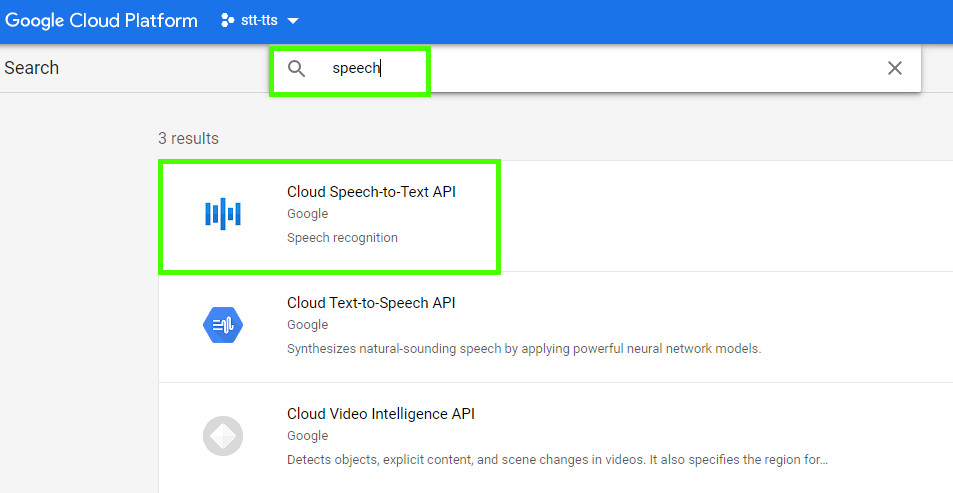 Google Cloud Platform stt-tts
Search
speech
3 results
Cloud Speech-to-Text API
Google
Speech recognition
Cloud Text-to-Speech API
Google
Synthesizes natural-sounding speech by applying powerful neural network models.
Cloud Video Intelligence API
Google
Detects objects, explicit content, and scene changes in videos. It also specifies the region for…